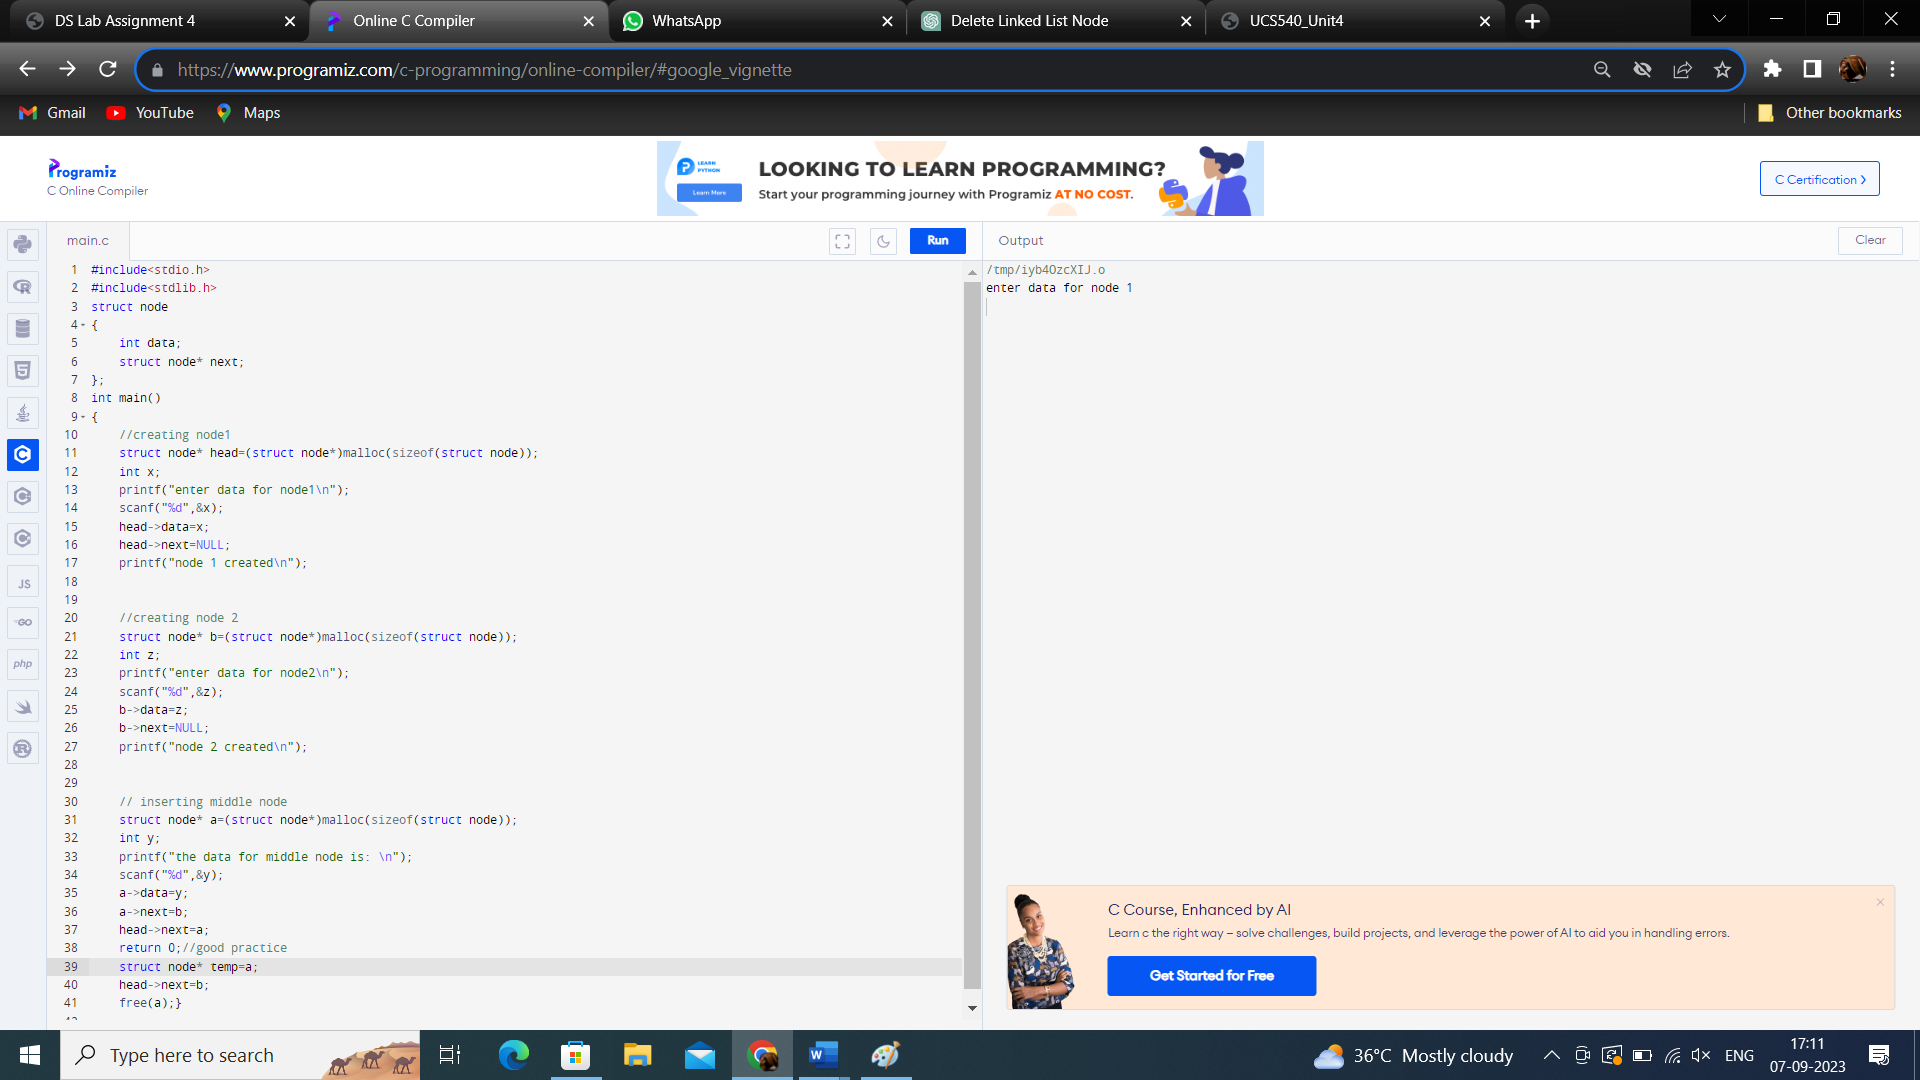 DS Lab Assignment 4
Online C Compiler
WhatsApp
Delete Linked List Node
UCS540_Unit4
https://www.programiz.com/c-programming/online-compiler/#google_vignette
Gmail
YouTube
Maps
Other bookmarks
Programiz
C Online Compiler
LEARN PYTHON
Learn More
LOOKING TO LEARN PROGRAMMING?
Start your programming journey with Programiz AT NO COST.
C Certification >
main.c
Run
Output
Clear
1 #include<stdio.h>
2 #include<stdlib.h>
3 struct node
4 {
5 int data;
6 struct node* next;
7 };
8 int main()
9 {
10 //creating node1
11 struct node* head=(struct node*)malloc(sizeof(struct node));
12 int x;
13 printf("enter data for node1\n");
14 scanf("%d",&x);
15 head->data=x;
16 head->next=NULL;
17 printf("node 1 created\n");
18
19
20 //creating node 2
21 struct node* b=(struct node*)malloc(sizeof(struct node));
22 int z;
23 printf("enter data for node2\n");
24 scanf("%d",&z);
25 b->data=z;
26 b->next=NULL;
27 printf("node 2 created\n");
28
29
30 // inserting middle node
31 struct node* a=(struct node*)malloc(sizeof(struct node));
32 int y;
33 printf("the data for middle node is: \n");
34 scanf("%d",&y);
35 a->data=y;
36 a->next=b;
37 head->next=a;
38 return 0;//good practice
39 struct node* temp=a;
40 head->next=b;
41 free(a);}
/tmp/iyb4OzcXIJ.o
enter data for node 1
JS
GO
php
C Course, Enhanced by AI
Learn c the right way – solve challenges, build projects, and leverage the power of AI to aid you in handling errors.
Get Started for Free
Type here to search
36°C Mostly cloudy
ENG
17:11
07-09-2023